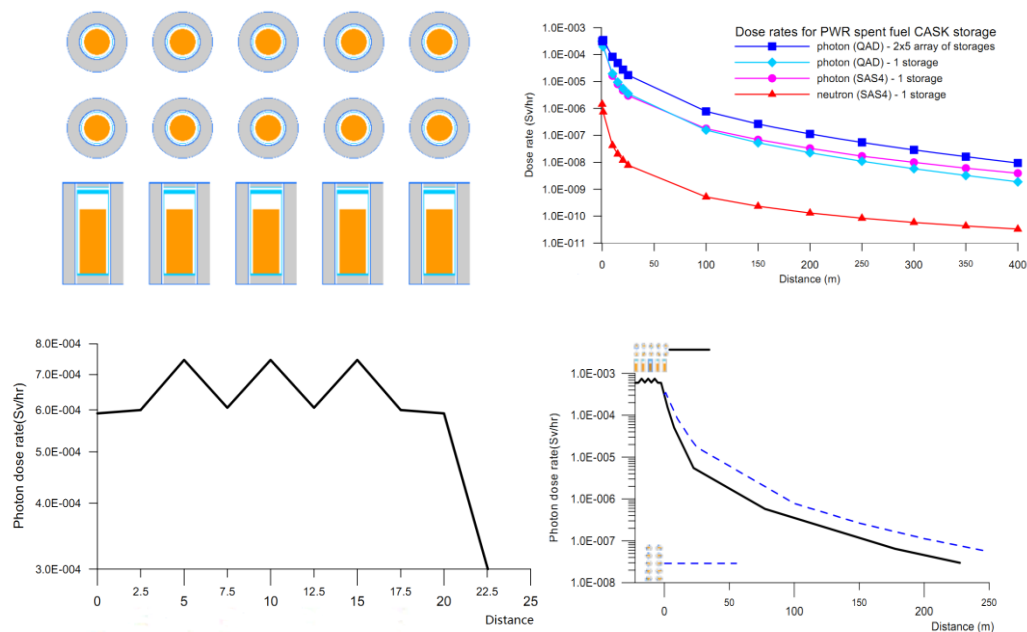 Dose rates for PWR spent fuel CASK storage
photon (QAD) - 2x5 array of storages
photon (QAD) - 1 storage
photon (SAS4) - 1 storage
neutron (SAS4) - 1 storage
Dose rate (Sv/hr)
1.0E-003
1.0E-004
1.0E-005
1.0E-006
1.0E-007
1.0E-008
1.0E-009
1.0E-010
1.0E-011
0 50 100 150 200 250 300 350 400
Distance (m)
Photon dose rate(Sv/hr)
8.0E-004
7.0E-004
6.0E-004
5.0E-004
4.0E-004
3.0E-004
0 2.5 5 7.5 10 12.5 15 17.5 20 22.5 25
Distance
Photon dose rate(Sv/hr)
1.0E-003
1.0E-004
1.0E-005
1.0E-006
1.0E-007
1.0E-008
0 50 100 150 200 250
Distance (m)